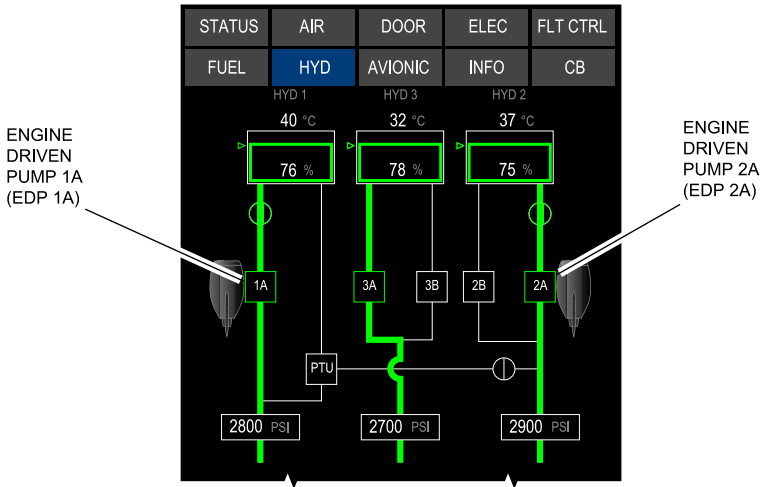 STATUS AIR DOOR ELEC FLT CTRL
FUEL HYD AVIONIC INFO CB
HYD 1 HYD 3 HYD 2
40 °C 32 °C 37 °C
76 % 78 % 75 %
ENGINE
DRIVEN
PUMP 1A
(EDP 1A)
ENGINE
DRIVEN
PUMP 2A
(EDP 2A)
1A 3A 3B 2B 2A
PTU
2800 PSI 2700 PSI 2900 PSI